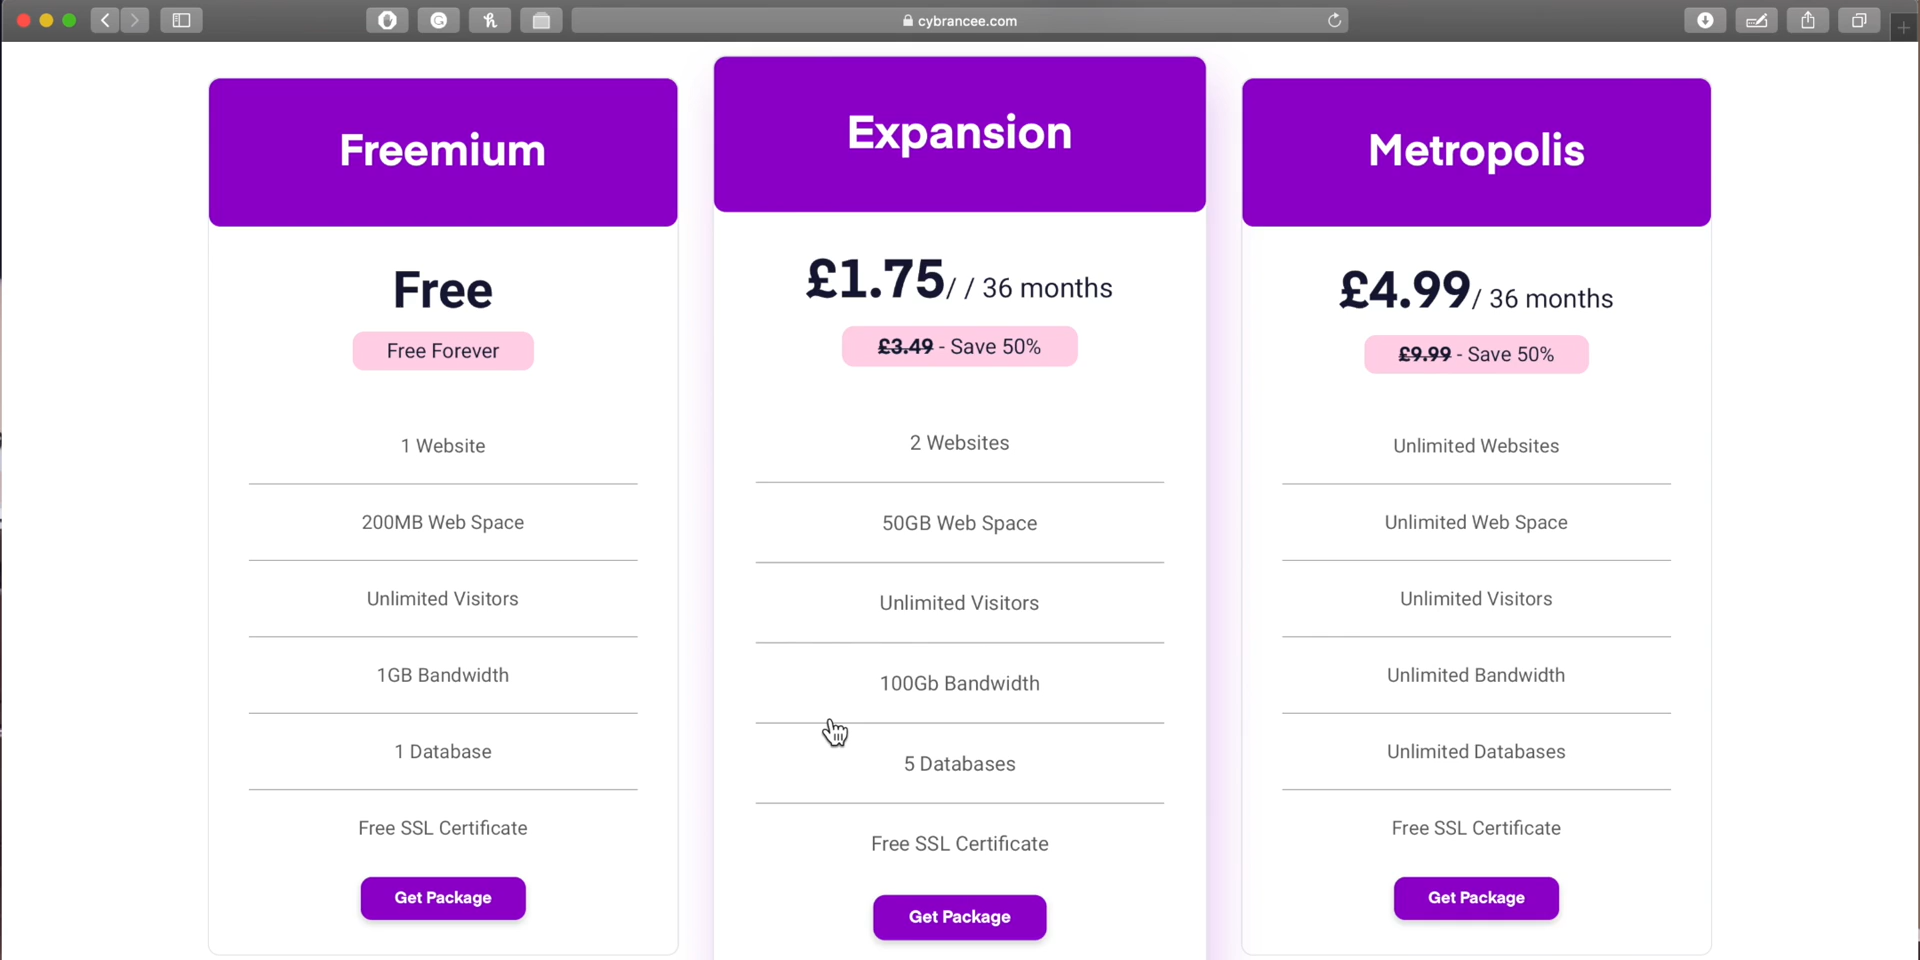 cybrancee.com
Freemium
Free
Free Forever
1 Website
200MB Web Space
Unlimited Visitors
1GB Bandwidth
1 Database
Free SSL Certificate
Get Package
Expansion
£1.75/ / 36 months
£3.49 - Save 50%
2 Websites
50GB Web Space
Unlimited Visitors
100Gb Bandwidth
5 Databases
Free SSL Certificate
Get Package
Metropolis
£4.99/ 36 months
£9.99 - Save 50%
Unlimited Websites
Unlimited Web Space
Unlimited Visitors
Unlimited Bandwidth
Unlimited Databases
Free SSL Certificate
Get Package